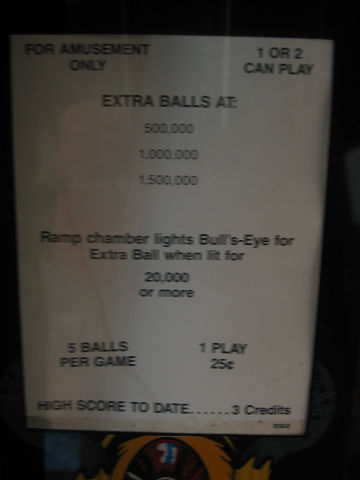 FOR AMUSEMENT
ONLY
1 OR 2
CAN PLAY
EXTRA BALLS AT:
500,000
1,000,000
1,500,000
Ramp chamber lights Bull's-Eye for
Extra Ball when lit for
20,000
or more
5 BALLS
PER GAME
1 PLAY
25¢
HIGH SCORE TO DATE......3 Credits